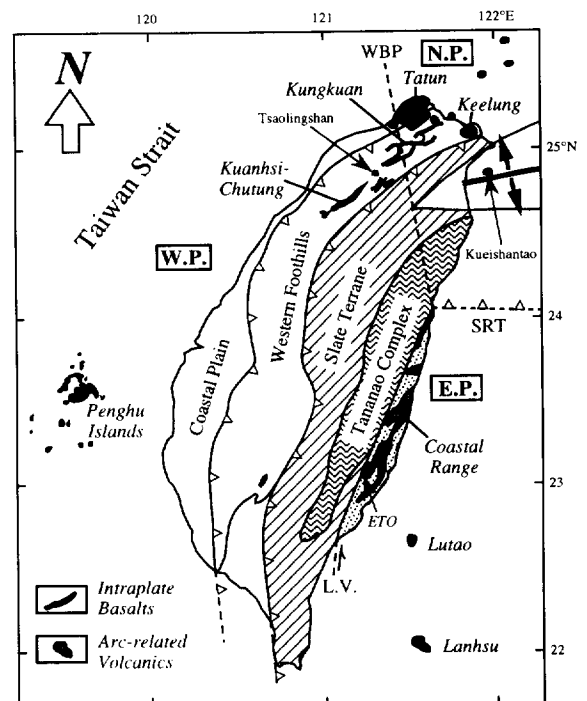 120
121
122°E
WBP
N.P.
N
Tatun
Kungkuan
Keelung
Tsaolingshan
25°N
Kuanhsi-
Chutung
Taiwan Strait
Kueishantao
W.P.
Western Foothills
Slate Terrane
24
SRT
Coastal Plain
Tananao Complex
E.P.
Penghu
Islands
Coastal
Range
23
ETO
Lutao
L.V.
Intraplate
Basalts
Arc-related
Volcanics
Lanhsu
22